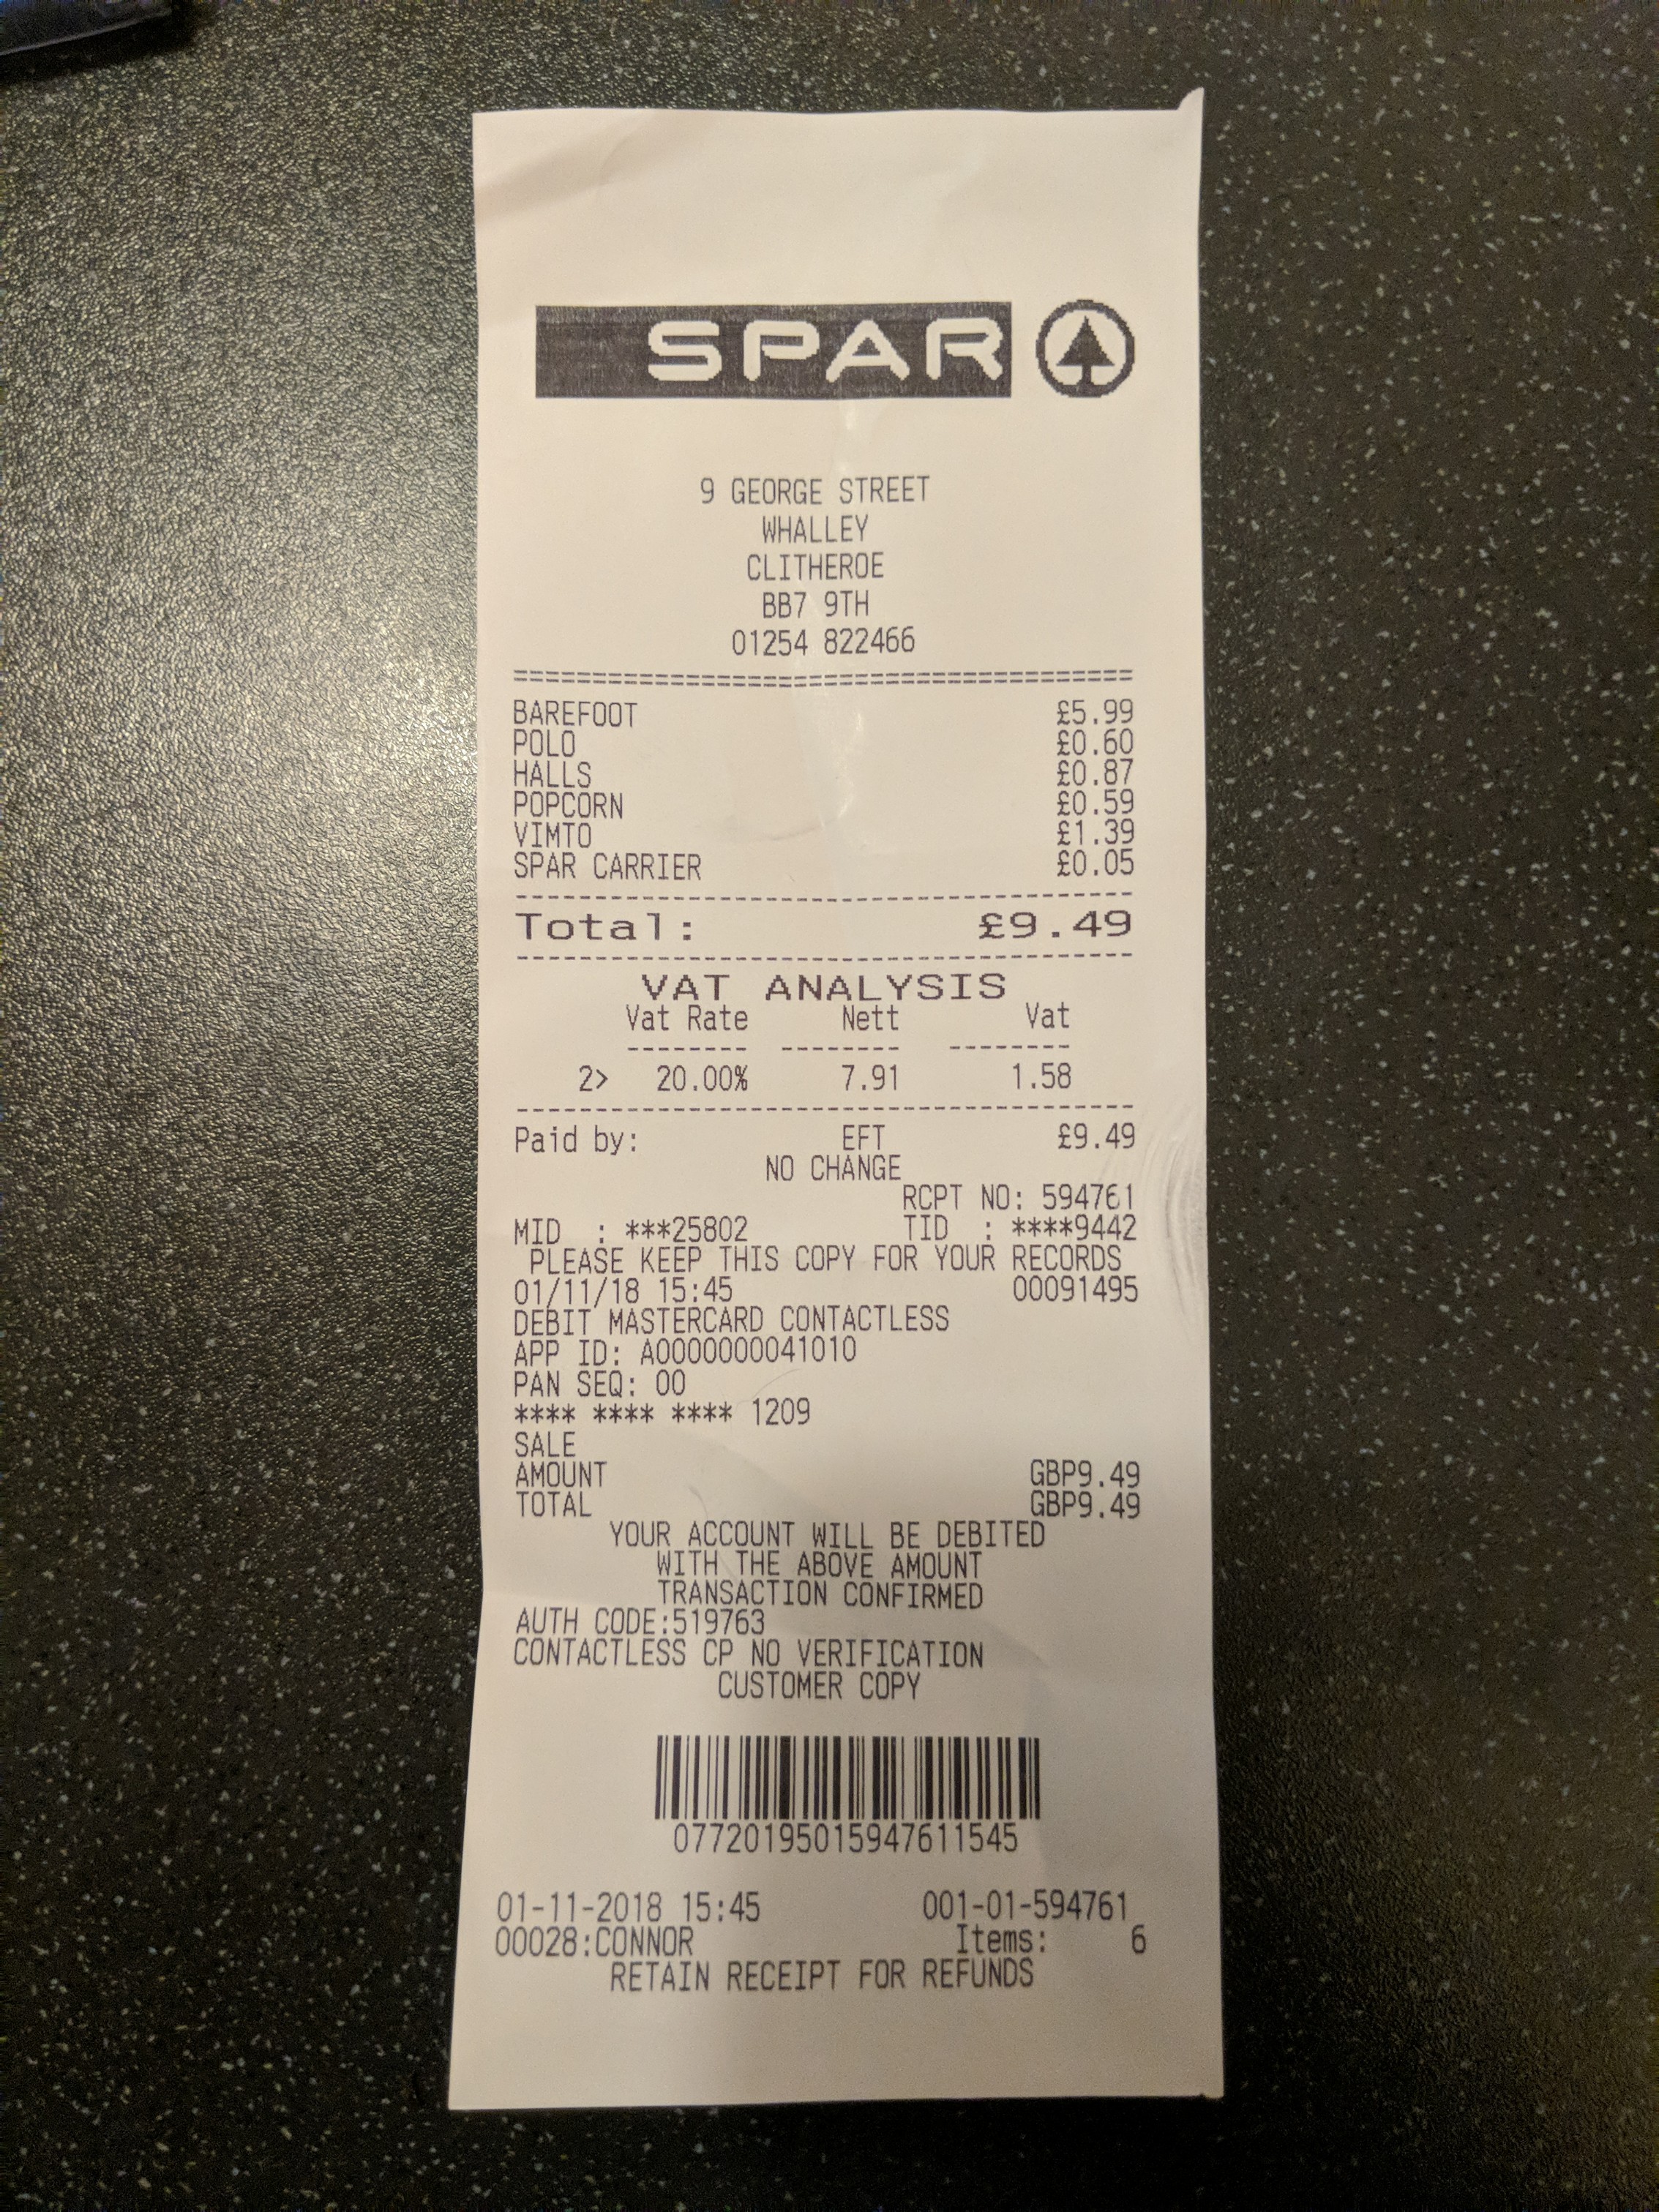 SPAR
9 GEORGE STREET
WHALLEY
CLITHEROE
BB7 9TH
01254 822466
========================================
BAREFOOT £5.99
POLO £0.60
HALLS £0.87
POPCORN £0.59
VIMTO £1.39
SPAR CARRIER £0.05
----------------------------------------
Total: £9.49
----------------------------------------
VAT ANALYSIS
Vat Rate Nett Vat
-------- -------- --------
2> 20.00% 7.91 1.58
----------------------------------------
Paid by: EFT £9.49
NO CHANGE
RCPT NO: 594761
MID : ***25802 TID : ****9442
PLEASE KEEP THIS COPY FOR YOUR RECORDS
01/11/18 15:45 00091495
DEBIT MASTERCARD CONTACTLESS
APP ID: A0000000041010
PAN SEQ: 00
**** **** **** 1209
SALE
AMOUNT GBP9.49
TOTAL GBP9.49
YOUR ACCOUNT WILL BE DEBITED
WITH THE ABOVE AMOUNT
TRANSACTION CONFIRMED
AUTH CODE:519763
CONTACTLESS CP NO VERIFICATION
CUSTOMER COPY
07720195015947611545
01-11-2018 15:45 001-01-594761
00028:CONNOR Items: 6
RETAIN RECEIPT FOR REFUNDS